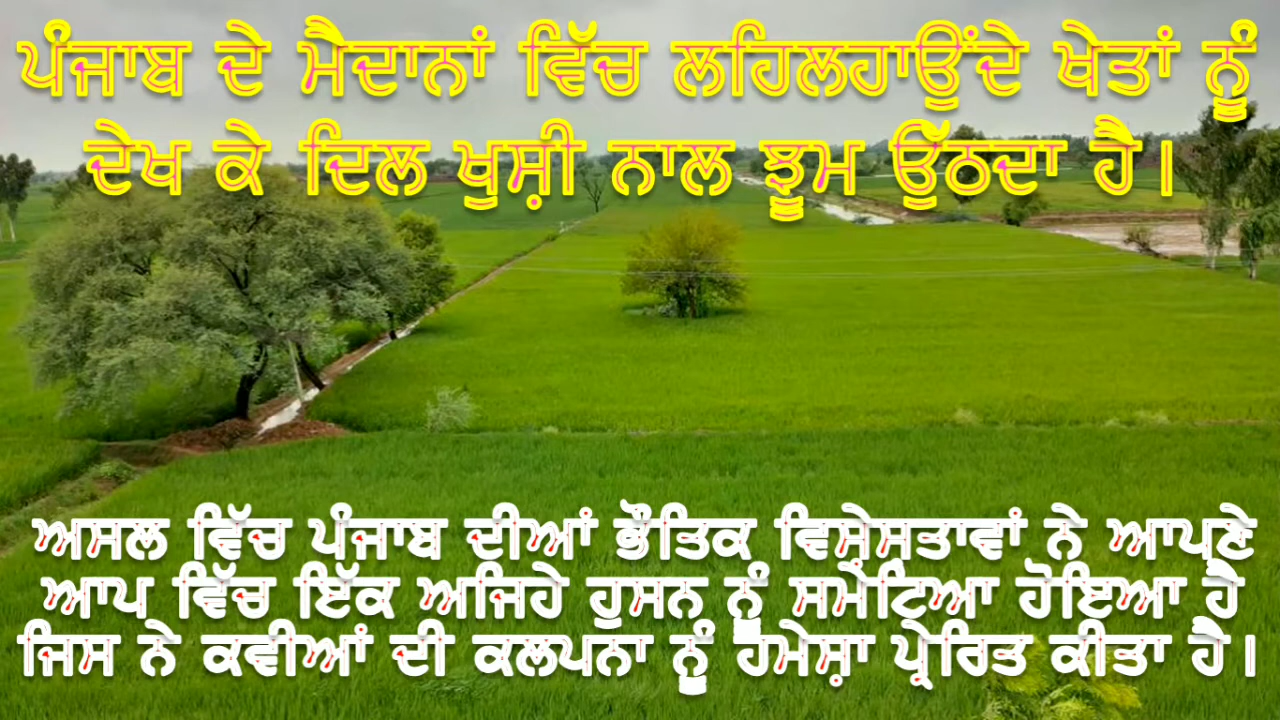 ਪੰਜਾਬ ਦੇ ਮੈਦਾਨਾਂ ਵਿੱਚ ਲਹਿਲਹਾਉਂਦੇ ਖੇਤਾਂ ਨੂੰ
ਦੇਖ ਕੇ ਦਿਲ ਖੁਸ਼ੀ ਨਾਲ ਝੂਮ ਉੱਠਦਾ ਹੈ।
ਅਸਲ ਵਿੱਚ ਪੰਜਾਬ ਦੀਆਂ ਭੌਤਿਕ ਵਿਸ਼ੇਸ਼ਤਾਵਾਂ ਨੇ ਆਪਣੇ
ਆਪ ਵਿੱਚ ਇੱਕ ਅਜਿਹੇ ਹੁਸਨ ਨੂੰ ਸਮੇਟਿਆ ਹੋਇਆ ਹੈ
ਜਿਸ ਨੇ ਕਵੀਆਂ ਦੀ ਕਲਪਨਾ ਨੂੰ ਹਮੇਸ਼ਾ ਪ੍ਰੇਰਿਤ ਕੀਤਾ ਹੈ।